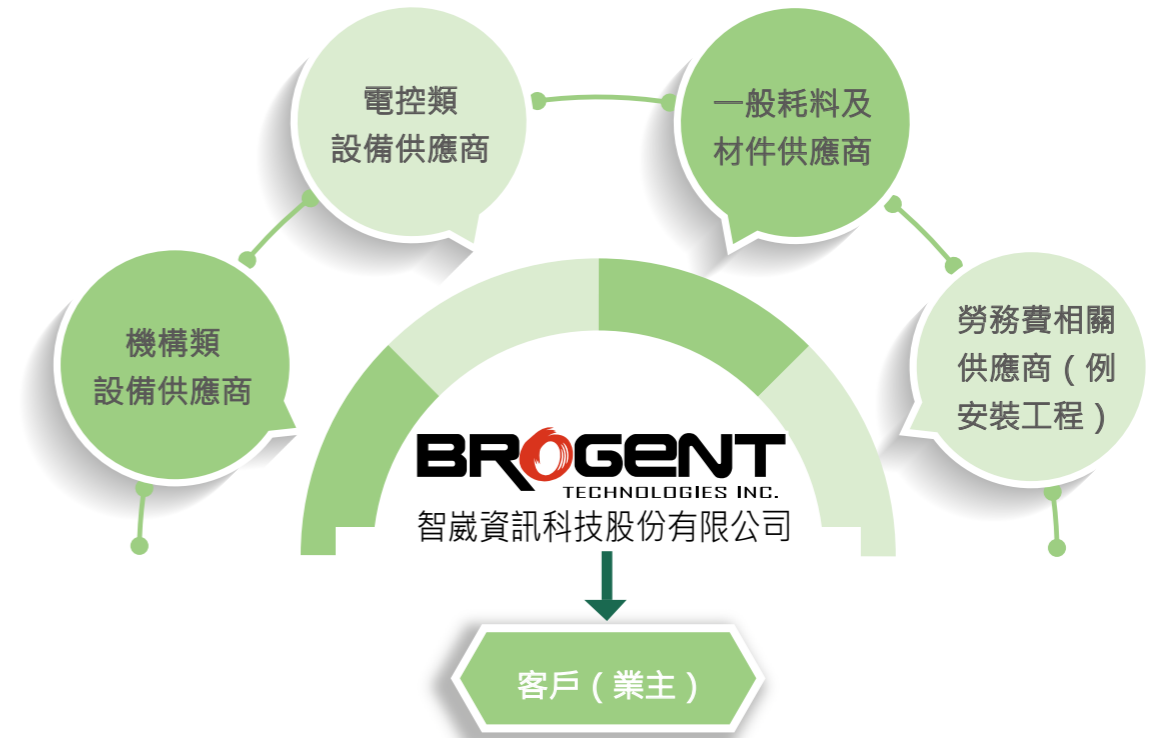 電控類
設備供應商
一般耗料及
材件供應商
機構類
設備供應商
勞務費相關
供應商（例
安裝工程）
BROGENT
TECHNOLOGIES INC.
智崴資訊科技股份有限公司
客戶（業主）